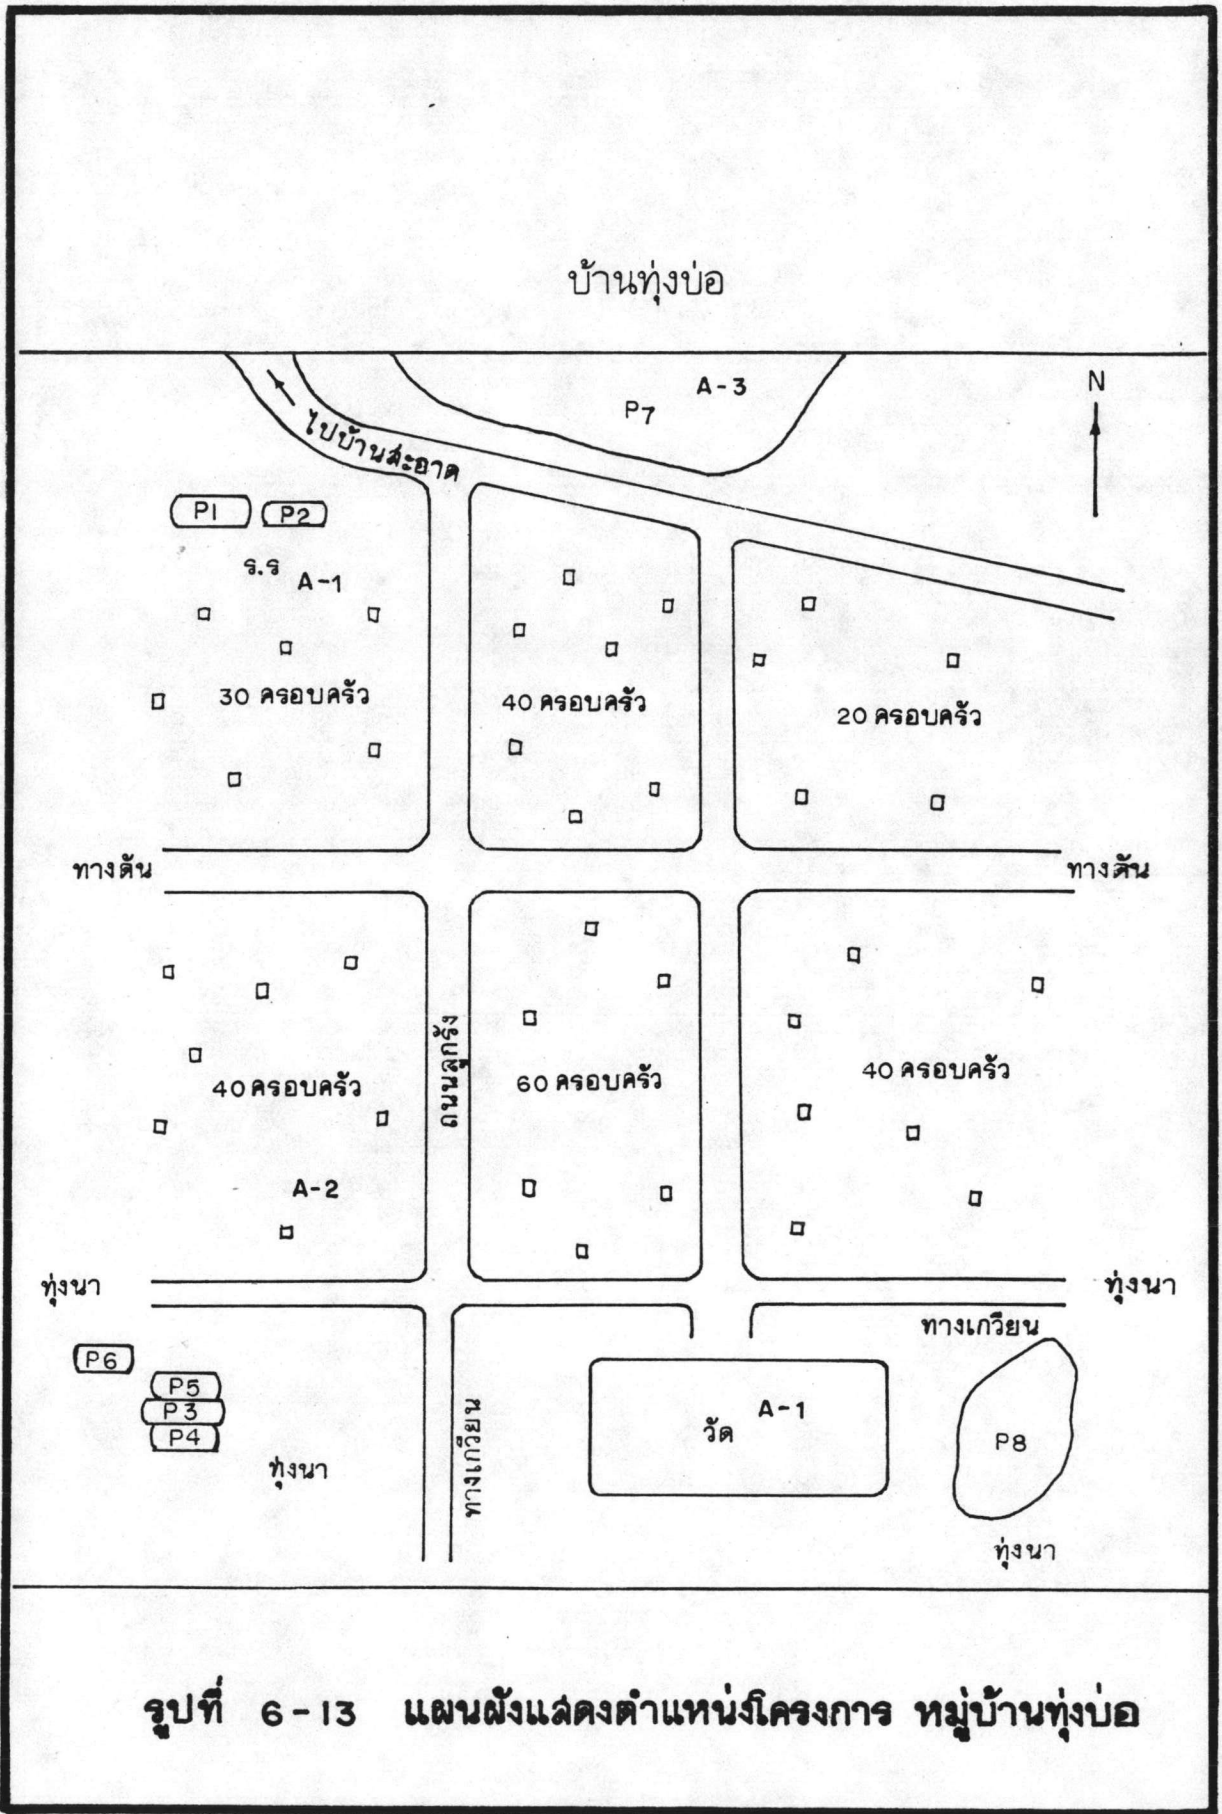 บ้านทุ่งบ่อ
A-3
P7
N
ไปบ้านสะอาด
P1
P2
ร.ร
A-1
30 ครอบครัว
40 ครอบครัว
20 ครอบครัว
ทางดัน
ทางดัน
ถนนลูกรัง
40 ครอบครัว
60 ครอบครัว
40 ครอบครัว
A-2
ทุ่งนา
ทุ่งนา
ทางเกวียน
P6
P5
P3
P4
ทุ่งนา
ทางเกวียน
A-1
วัด
P8
ทุ่งนา
รูปที่ 6-13 แผนผังแสดงตำแหน่งโครงการ หมู่บ้านทุ่งบ่อ